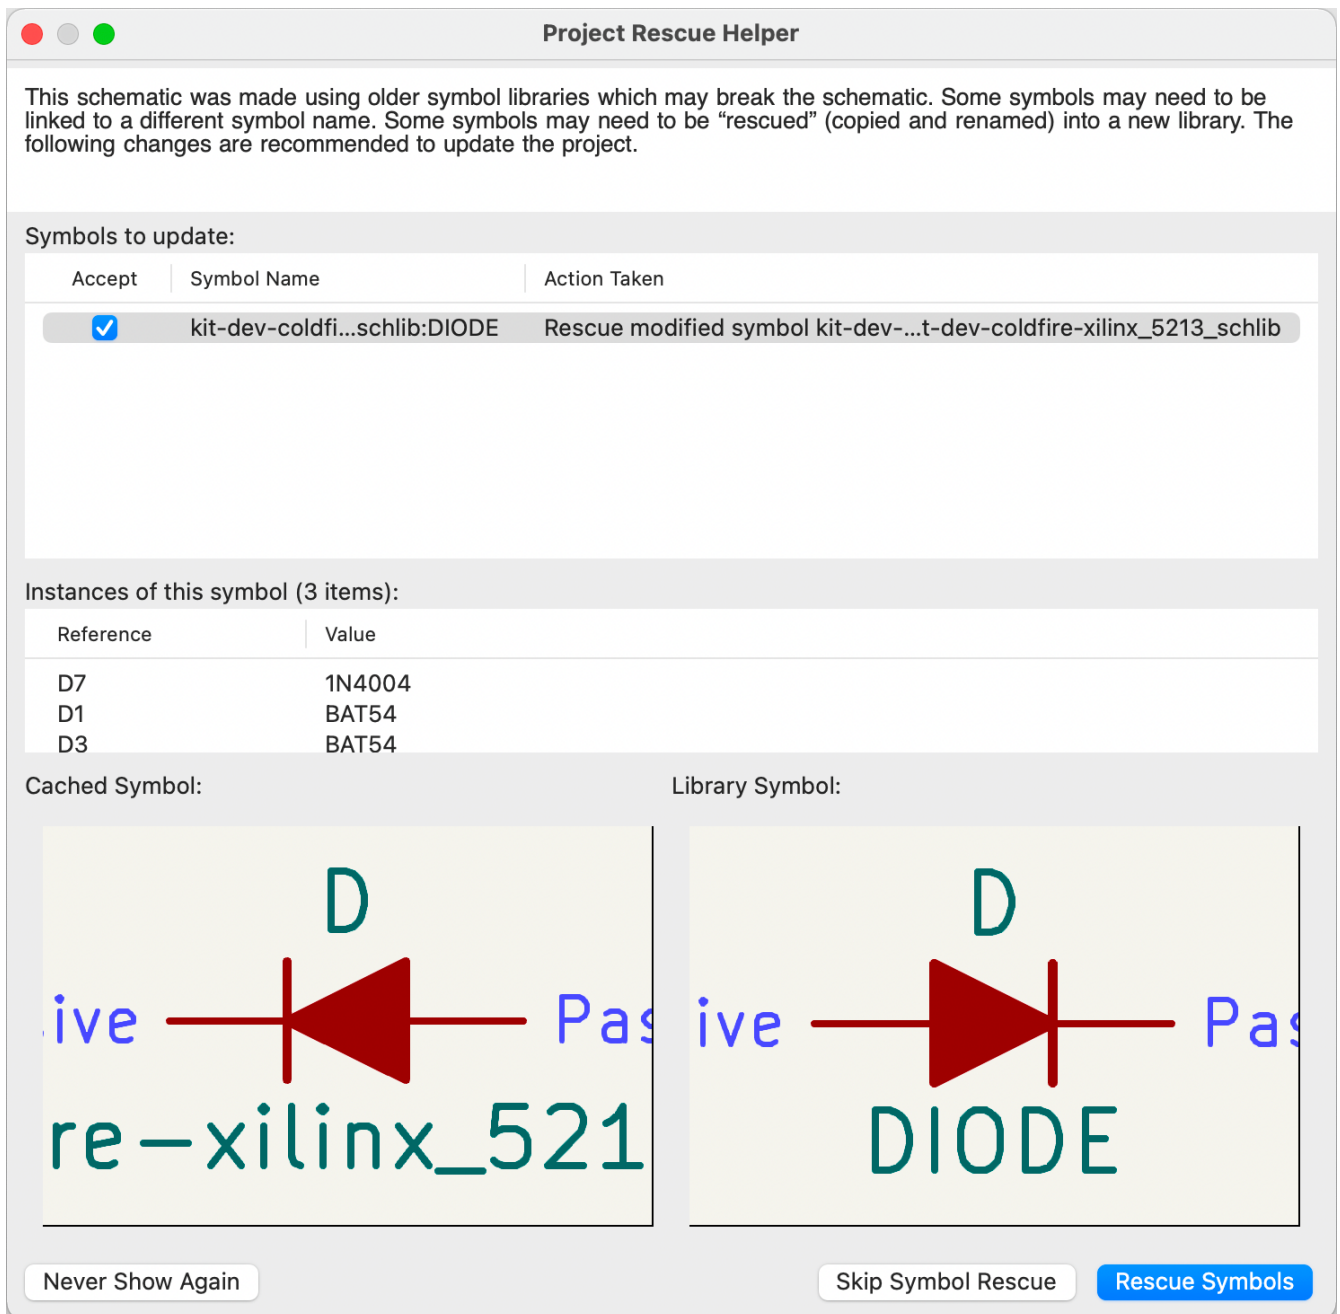 Project Rescue Helper
This schematic was made using older symbol libraries which may break the schematic. Some symbols may need to be
linked to a different symbol name. Some symbols may need to be “rescued” (copied and renamed) into a new library. The
following changes are recommended to update the project.
Symbols to update:
Accept Symbol Name Action Taken
kit-dev-coldfi...schlib:DIODE Rescue modified symbol kit-dev-...t-dev-coldfire-xilinx_5213_schlib
Instances of this symbol (3 items):
Reference Value
D7 1N4004
D1 BAT54
D3 BAT54
Cached Symbol: Library Symbol:
D D
ive Pas ive Pas
re-xilinx_521 DIODE
Never Show Again Skip Symbol Rescue Rescue Symbols